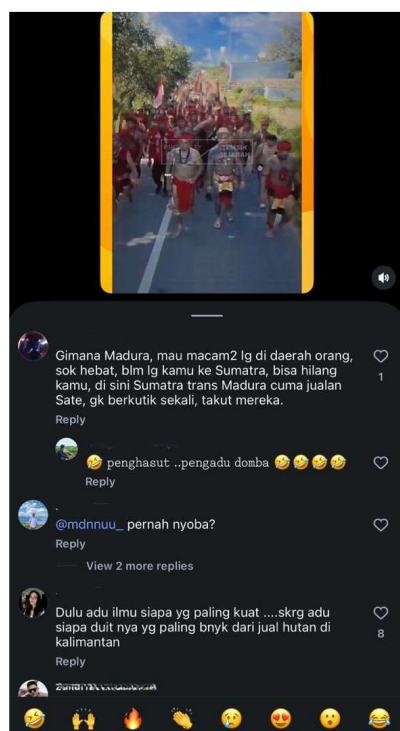 Gimana Madura, mau macam2 lg di daerah orang,
sok hebat, blm lg kamu ke Sumatra, bisa hilang
kamu, di sini Sumatra trans Madura cuma jualan
Sate, gk berkutik sekali, takut mereka.
1
Reply
🤣 penghasut ..pengadu domba 🤣🤣🤣🤣
Reply
@mdnnuu_ pernah nyoba?
Reply
View 2 more replies
Dulu adu ilmu siapa yg paling kuat ....skrg adu
siapa duit nya yg paling bnyk dari jual hutan di
kalimantan
8
Reply